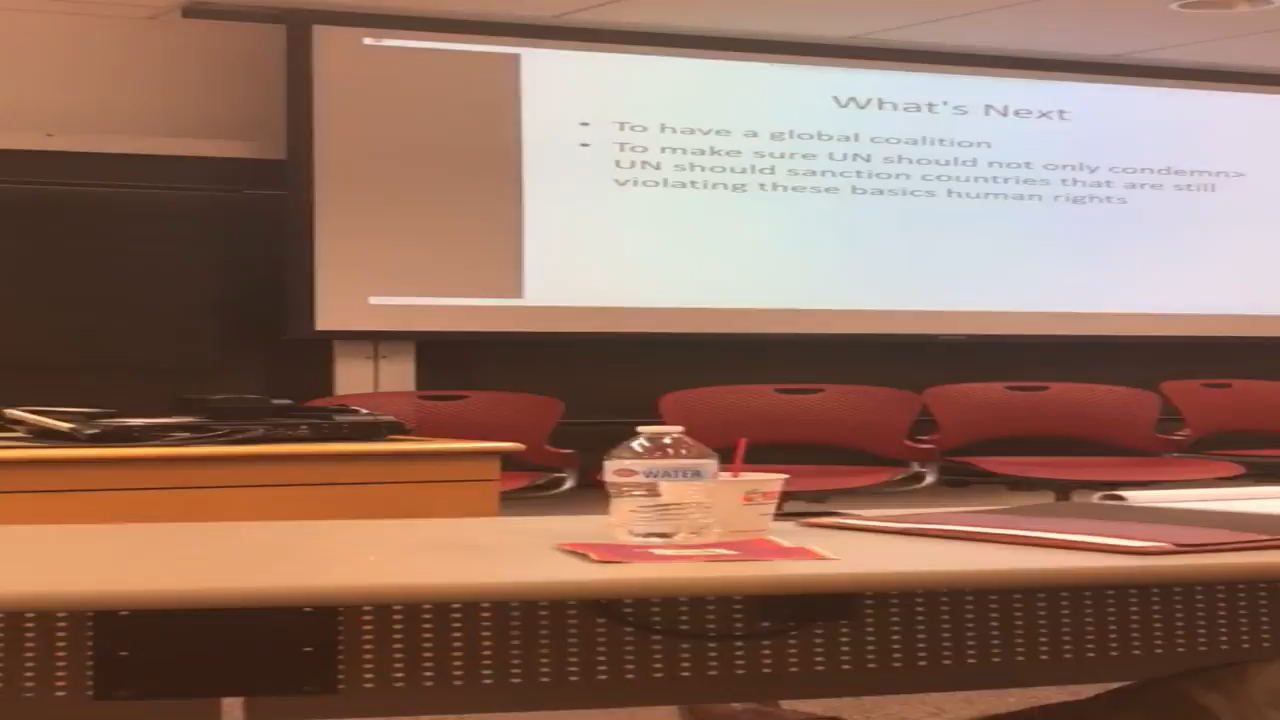 What's Next
• To have a global coalition
• To make sure UN should not only condemn>
UN should sanction countries that are still
violating these basics human rights
WATER